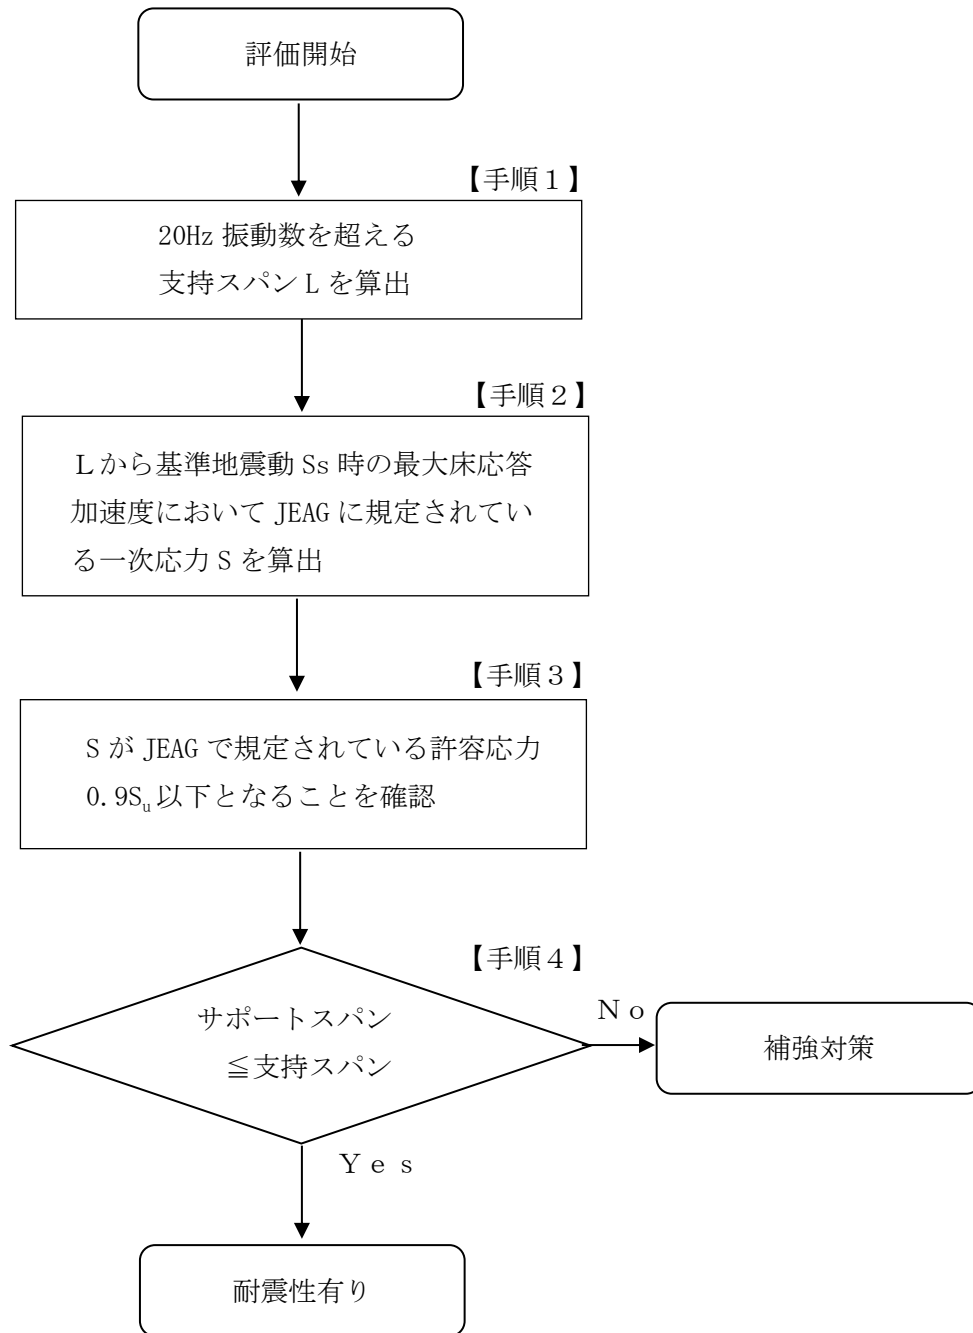 評価開始
【手順１】
20Hz 振動数を超える
支持スパン L を算出
【手順２】
Ｌから基準地震動 Ss 時の最大床応答
加速度において JEAG に規定されてい
る一次応力 S を算出
【手順３】
S が JEAG で規定されている許容応力
0.9Su以下となることを確認
【手順４】
サポートスパン
≦支持スパン
Ｎｏ
補強対策
Ｙｅｓ
耐震性有り